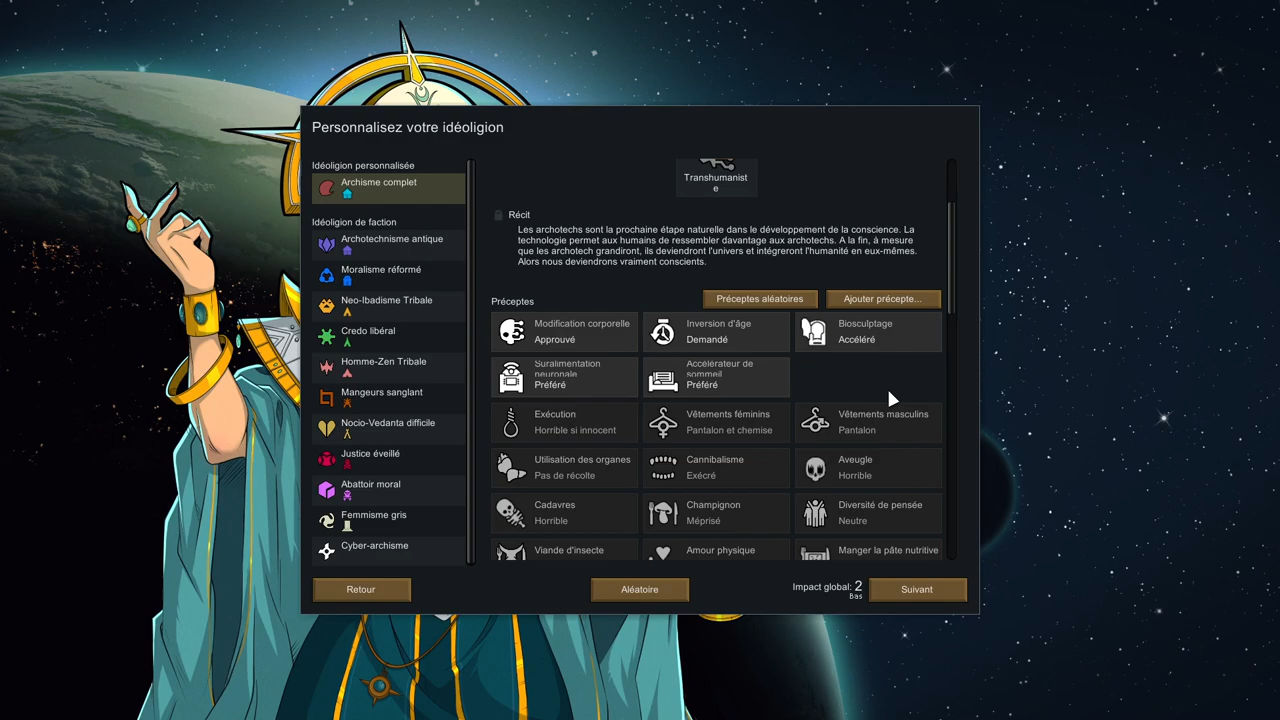 Personnalisez votre idéoligion
Idéoligion personnalisée
Archisme complet
Idéoligion de faction
Archotechnisme antique
Moralisme réformé
Neo-Ibadisme Tribale
Credo libéral
Homme-Zen Tribale
Mangeurs sanglant
Nocio-Vedanta difficile
Justice éveillé
Abattoir moral
Femmisme gris
Cyber-archisme
Transhumanist
e
Récit
Les archotechs sont la prochaine étape naturelle dans le développement de la conscience. La
technologie permet aux humains de ressembler davantage aux archotechs. A la fin, à mesure
que les archotech grandiront, ils deviendront l'univers et intégreront l'humanité en eux-mêmes.
Alors nous deviendrons vraiment conscients.
Préceptes
Préceptes aléatoires
Ajouter précepte...
Modification corporelle
Approuvé
Inversion d'âge
Demandé
Biosculptage
Accéléré
Suralimentation
neuronale
Préféré
Accélérateur de
sommeil
Préféré
Exécution
Horrible si innocent
Vêtements féminins
Pantalon et chemise
Vêtements masculins
Pantalon
Utilisation des organes
Pas de récolte
Cannibalisme
Exécré
Aveugle
Horrible
Cadavres
Horrible
Champignon
Méprisé
Diversité de pensée
Neutre
Viande d'insecte
Amour physique
Manger la pâte nutritive
Retour
Aléatoire
Impact global: 2
Bas
Suivant